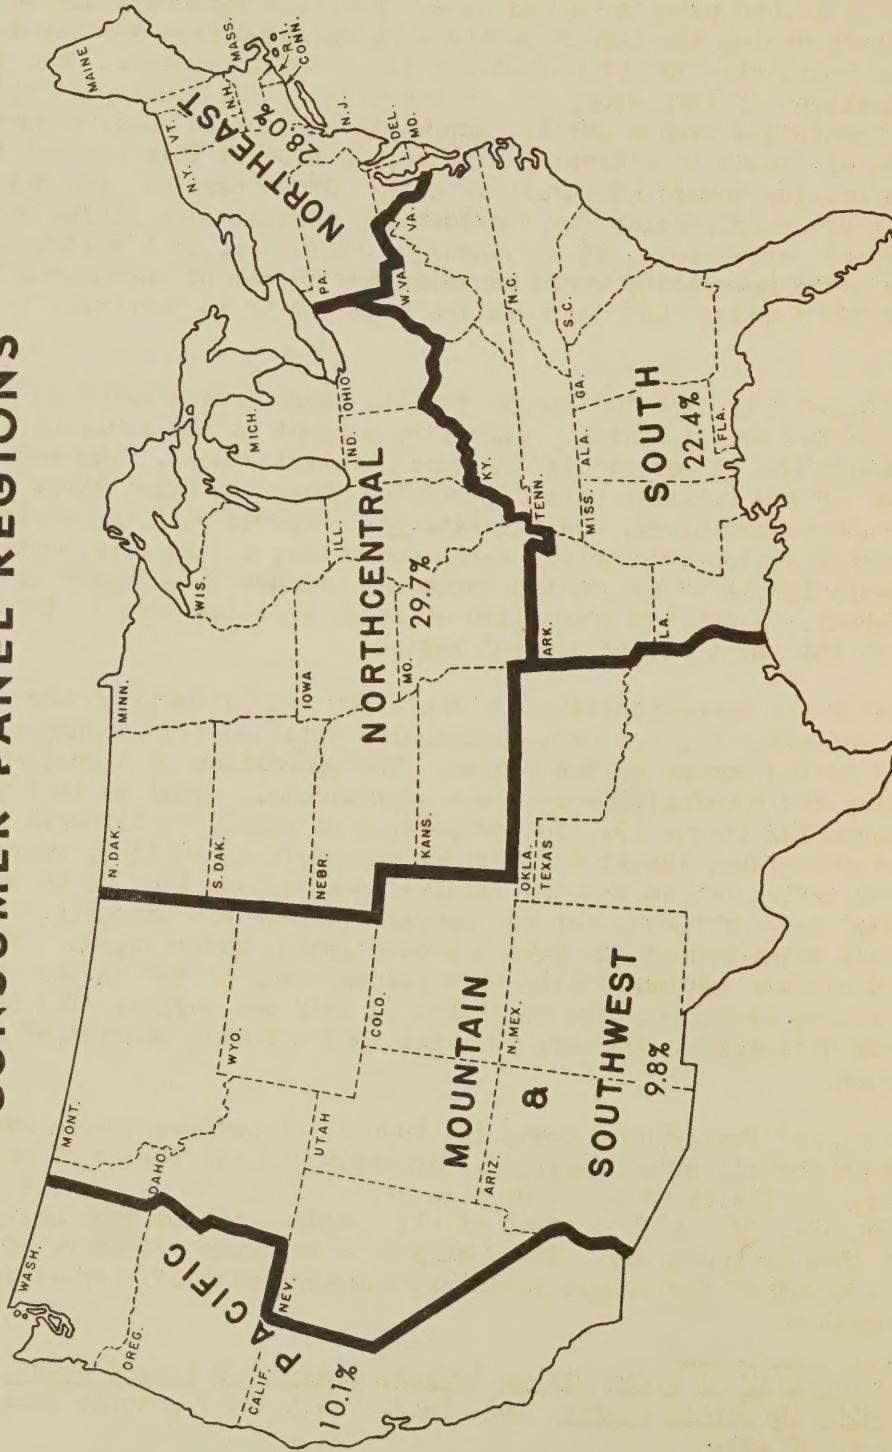 CONSUMER PANEL REGIONS
WASH.
MONT.
N. DAK.
MINN.
OREG.
IDAHO
WYO.
S. DAK.
WIS.
MICH.
IOWA
NEBR.
PACIFIC
10.1%
CALIF.
NEV.
UTAH
COLO.
KANS.
MO.
ILL.
IND.
OHIO
NORTHCENTRAL
29.7%
NORTHEAST
28.0%
MAINE
VT.
N.H.
MASS.
R.I.
CONN.
N.Y.
N.J.
PA.
DEL.
MD.
W.VA.
VA.
KY.
MOUNTAIN
&
SOUTHWEST
9.8%
ARIZ.
N. MEX.
OKLA.
TEXAS
ARK.
TENN.
N.C.
S.C.
LA.
MISS.
ALA.
GA.
FLA.
SOUTH
22.4%